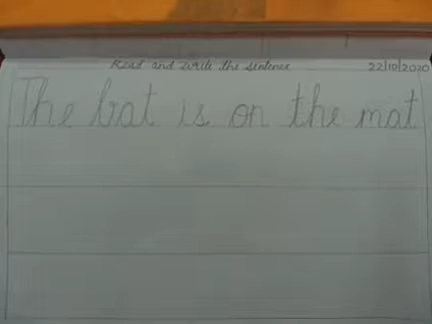 Read and write the sentence 22/10/2020
The bat is on the mat